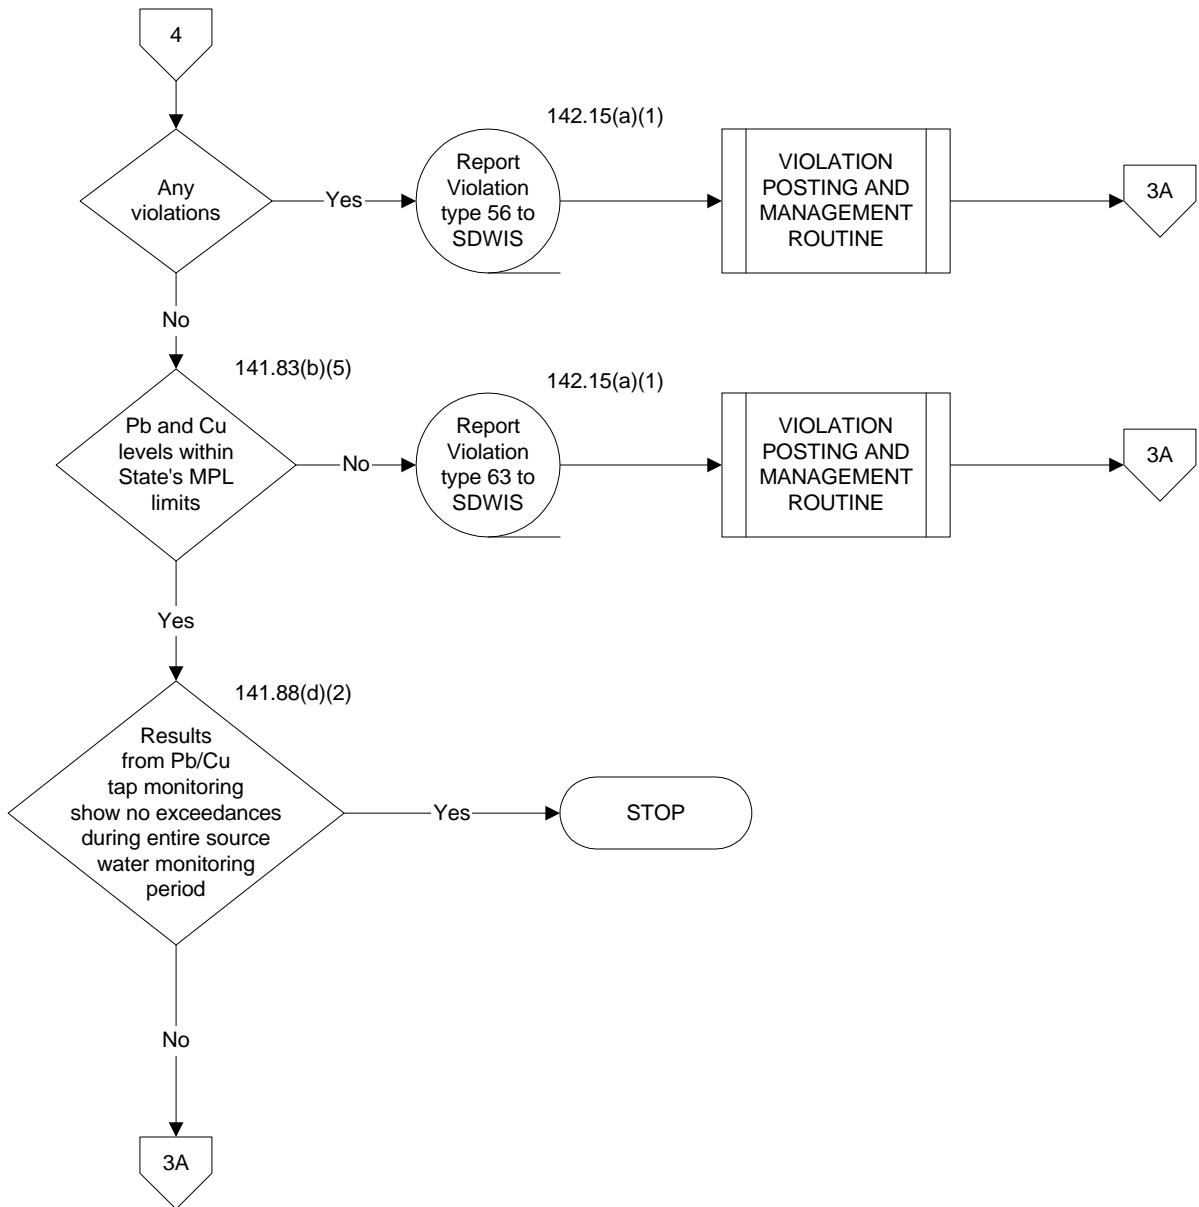 4
142.15(a)(1)
Any
violations
Yes
Report
Violation
type 56 to
SDWIS
VIOLATION
POSTING AND
MANAGEMENT
ROUTINE
3A
No
141.83(b)(5)
142.15(a)(1)
Pb and Cu
levels within
State's MPL
limits
No
Report
Violation
type 63 to
SDWIS
VIOLATION
POSTING AND
MANAGEMENT
ROUTINE
3A
Yes
141.88(d)(2)
Results
from Pb/Cu
tap monitoring
show no exceedances
during entire source
water monitoring
period
Yes
STOP
No
3A